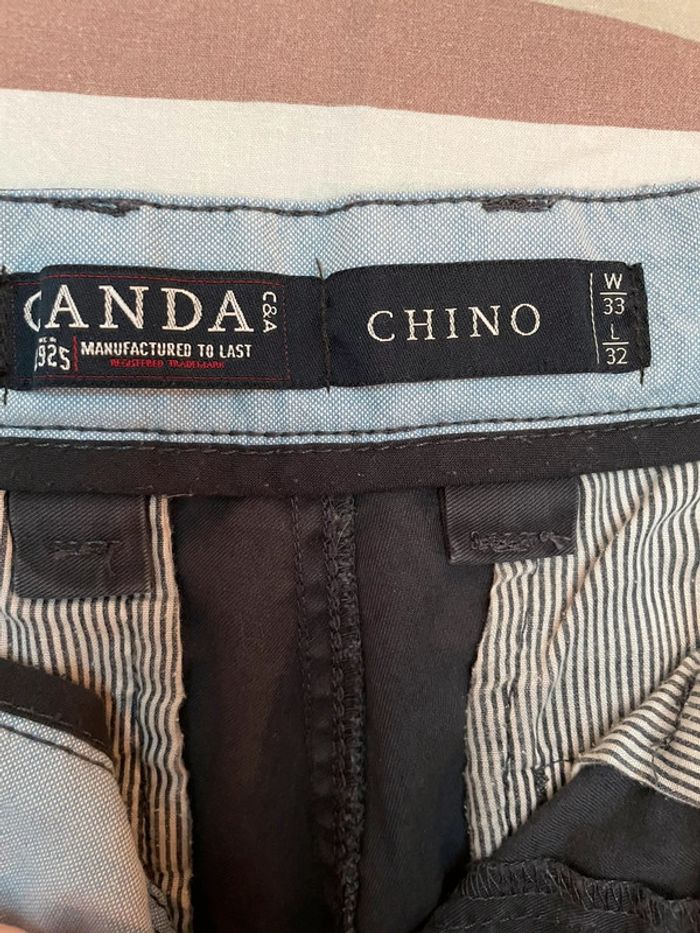 CANDA
C&A
1925
MANUFACTURED TO LAST
REGISTERED TRADEMARK
CHINO
W
33
L
32